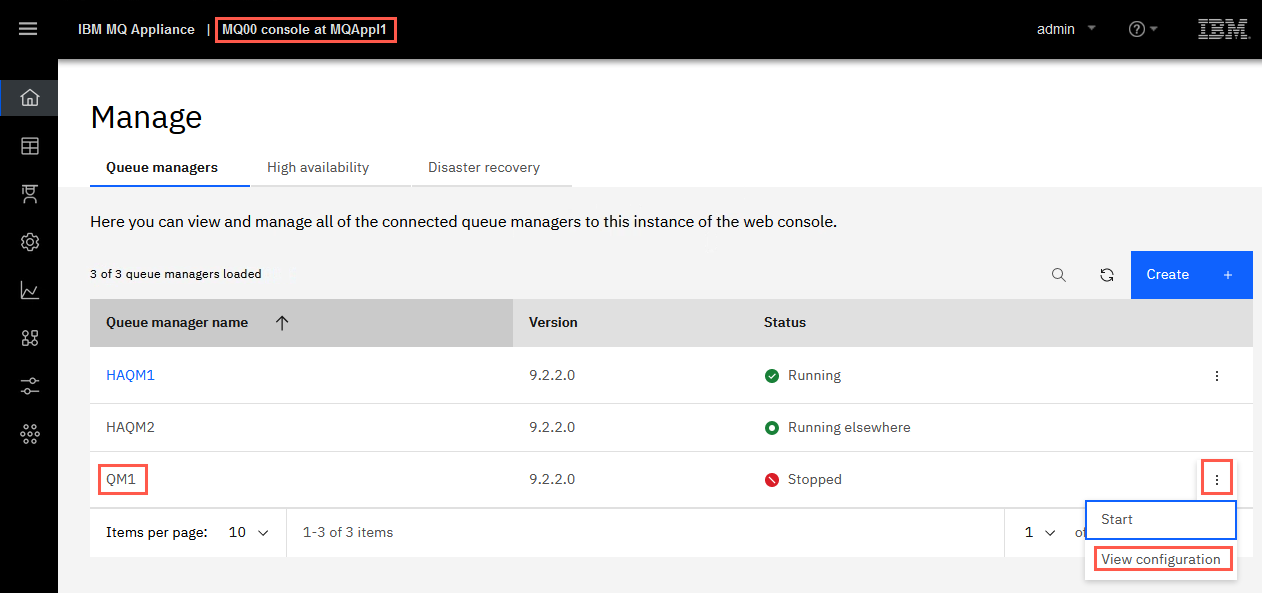 IBM MQ Appliance | MQ00 console at MQAppl1 admin IBM
Manage
Queue managers High availability Disaster recovery
Here you can view and manage all of the connected queue managers to this instance of the web console.
3 of 3 queue managers loaded Create +
Queue manager name Version Status
HAQM1 9.2.2.0 Running
HAQM2 9.2.2.0 Running elsewhere
QM1 9.2.2.0 Stopped
Items per page: 10 1-3 of 3 items 1
Start
View configuration